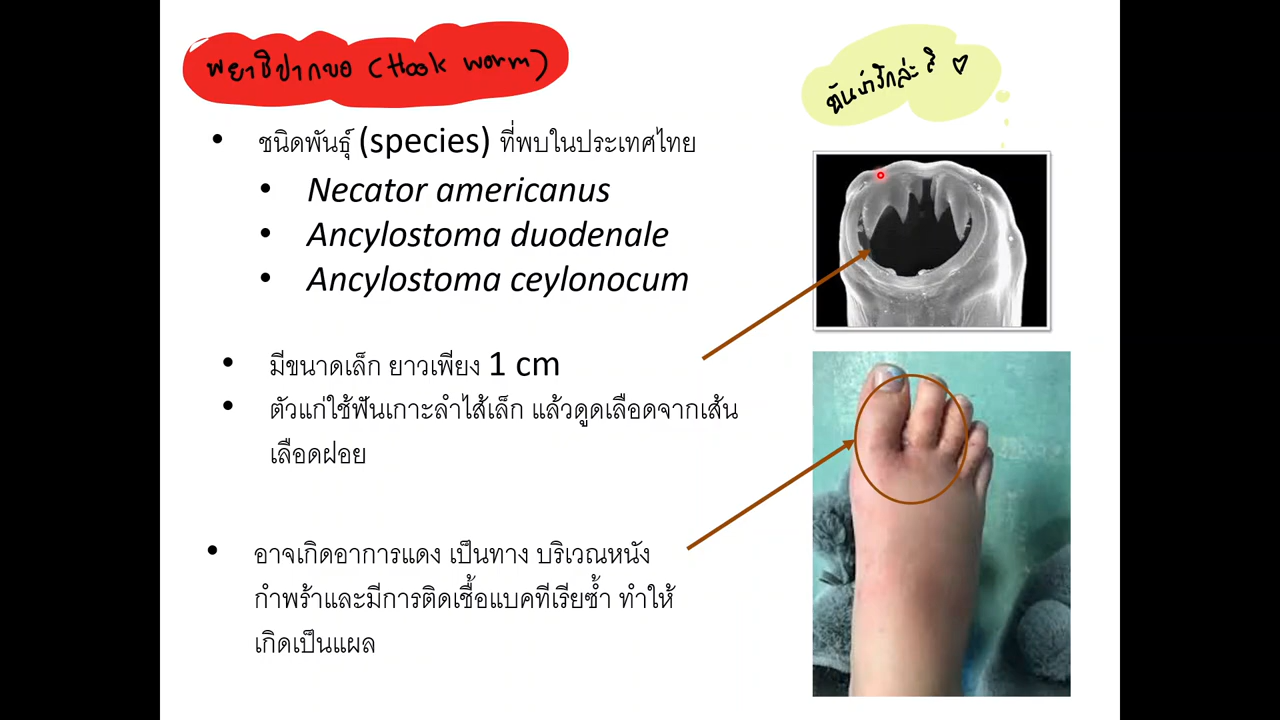 พยาธิปากขอ (Hook worm)
ฟันน่ารักล่ะสิ ♡
• ชนิดพันธุ์ (species) ที่พบในประเทศไทย
• Necator americanus
• Ancylostoma duodenale
• Ancylostoma ceylonocum
• มีขนาดเล็ก ยาวเพียง 1 cm
• ตัวแก่ใช้ฟันเกาะลำไส้เล็ก แล้วดูดเลือดจากเส้น
เลือดฝอย
• อาจเกิดอาการแดง เป็นทาง บริเวณหนัง
กำพร้าและมีการติดเชื้อแบคทีเรียซ้ำ ทำให้
เกิดเป็นแผล